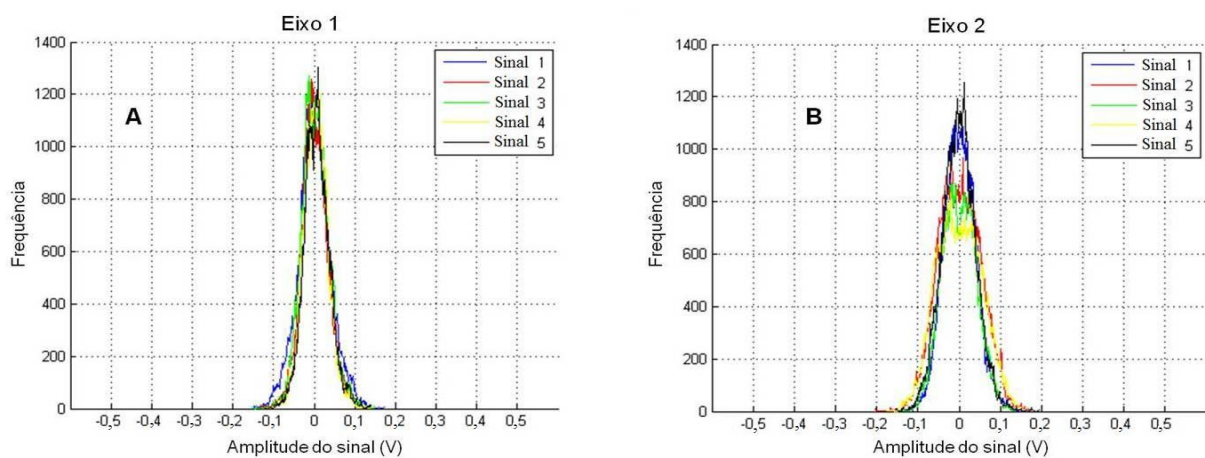 Eixo 1
1400
1200
1000
800
600
400
200
0
Frequência
A
Sinal 1
Sinal 2
Sinal 3
Sinal 4
Sinal 5
-0,5 -0,4 -0,3 -0,2 -0,1 0 0,1 0,2 0,3 0,4 0,5
Amplitude do sinal (V)
Eixo 2
1400
1200
1000
800
600
400
200
0
Frequência
B
Sinal 1
Sinal 2
Sinal 3
Sinal 4
Sinal 5
-0,5 -0,4 -0,3 -0,2 -0,1 0 0,1 0,2 0,3 0,4 0,5
Amplitude do sinal (V)